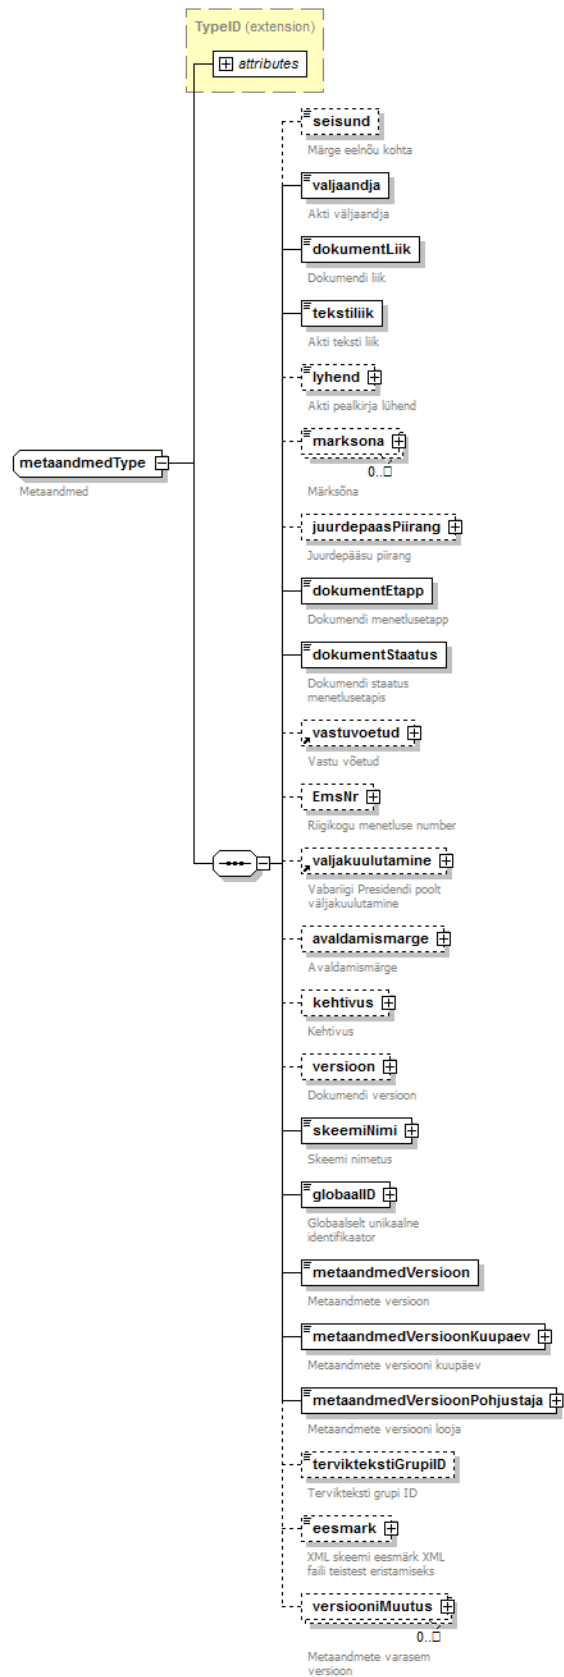 TypeID (extension)
attributes
seisund
Märge eelnõu kohta
valjaandja
Akti väljaandja
dokumentLiik
Dokumendi liik
tekstiliik
Akti teksti liik
lyhend
Akti pealkirja lühend
marksona
0..□
Märksõna
metaandmedType
Metaandmed
juurdepaasPiirang
Juurdepääsu piirang
dokumentEtapp
Dokumendi menetlusetapp
dokumentStaatus
Dokumendi staatus
menetlusetapis
vastuvoetud
Vastu võetud
EmsNr
Riigikogu menetluse number
valjakuulutamine
Vabariigi Presidendi poolt
väljakuulutamine
avaldamismarge
Avaldamismärge
kehtivus
Kehtivus
versioon
Dokumendi versioon
skeemiNimi
Skeemi nimetus
globaalID
Globaalselt unikaalne
identifikaator
metaandmedVersioon
Metaandmete versioon
metaandmedVersioonKuupaev
Metaandmete versiooni kuupäev
metaandmedVersioonPohjustaja
Metaandmete versiooni looja
terviktekstiGrupiID
Tervikteksti grupi ID
eesmark
XML skeemi eesmärk XML
faili teistest eristamiseks
versiooniMuutus
0..□
Metaandmete varasem
versioon